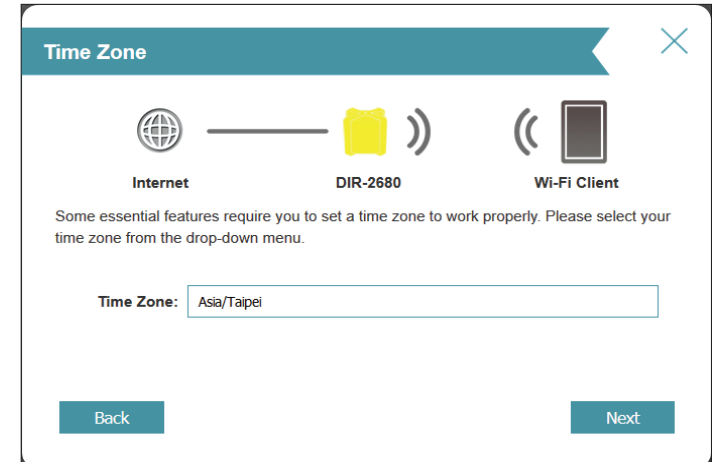 Time Zone
Internet
DIR-2680
Wi-Fi Client
Some essential features require you to set a time zone to work properly. Please select your
time zone from the drop-down menu.
Time Zone: Asia/Taipei
Back
Next